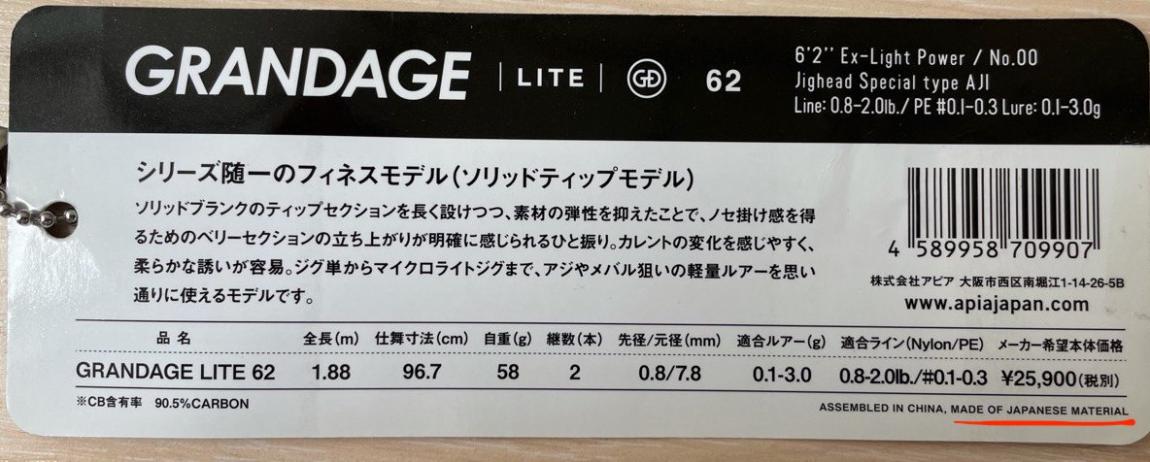 GRANDAGE | LITE | GD 62
6'2'' Ex-Light Power / No.00
Jighead Special type AJI
Line: 0.8-2.0lb./ PE #0.1-0.3 Lure: 0.1-3.0g
シリーズ随一のフィネスモデル(ソリッドティップモデル)
ソリッドブランクのティップセクションを長く設けつつ、素材の弾性を抑えたことで、ノセ掛け感を得
るためのベリーセクションの立ち上がりが明確に感じられるひと振り。カレントの変化を感じやすく、
柔らかな誘いが容易。ジグ単からマイクロライトジグまで、アジやメバル狙いの軽量ルアーを思い
通りに使えるモデルです。
4 589958 709907
株式会社アピア 大阪市西区南堀江1-14-26-5B
www.apiajapan.com
品 名 全長(m) 仕舞寸法(cm) 自重(g) 継数(本) 先径/元径(mm) 適合ルアー(g) 適合ライン(Nylon/PE) メーカー希望本体価格
GRANDAGE LITE 62 1.88 96.7 58 2 0.8/7.8 0.1-3.0 0.8-2.0lb./#0.1-0.3 ¥25,900(税別)
※CB含有率 90.5%CARBON
ASSEMBLED IN CHINA, MADE OF JAPANESE MATERIAL